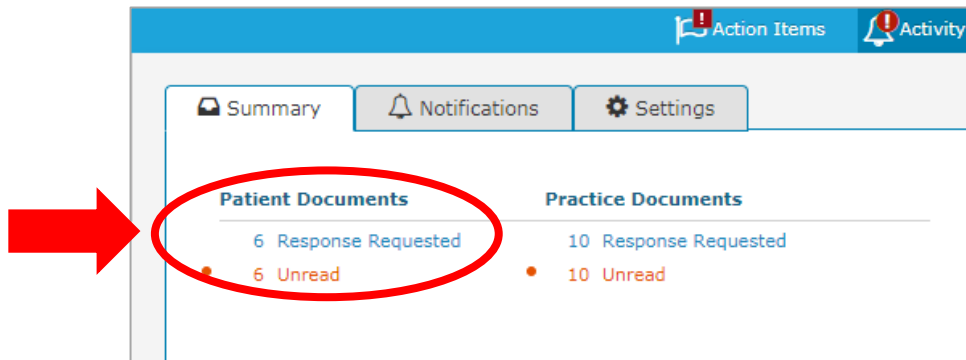 Action Items Activity
Summary Notifications Settings
Patient Documents Practice Documents
6 Response Requested 10 Response Requested
6 Unread 10 Unread